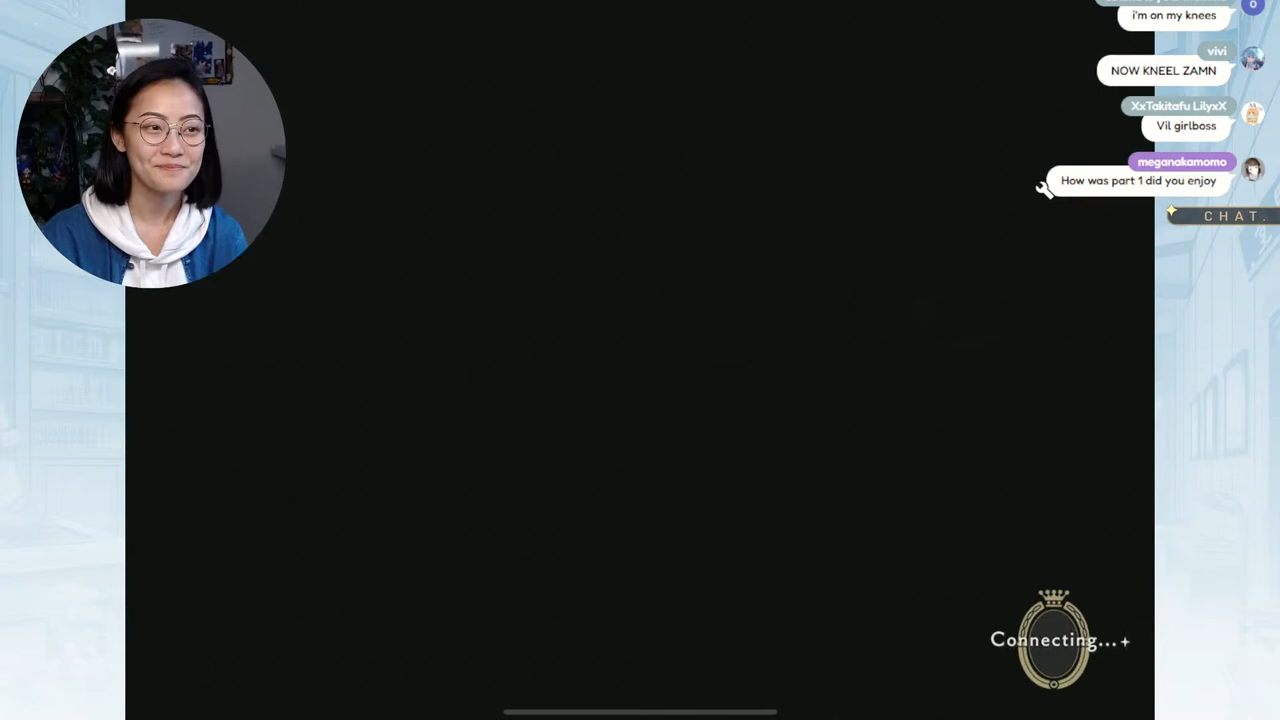 i'm on my knees
vivi
NOW KNEEL ZAMN
XxTakitafu LilyxX
Vil girlboss
meganakamomo
How was part 1 did you enjoy
CHAT.
Connecting...